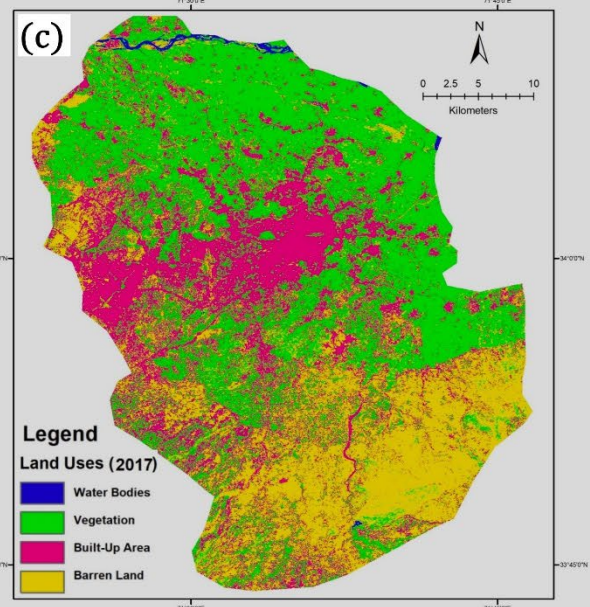 (c)
N
0 2.5 5 10
Kilometers
34°0'0"N
Legend
Land Uses (2017)
Water Bodies
Vegetation
Built-Up Area
Barren Land
33°45'0"N